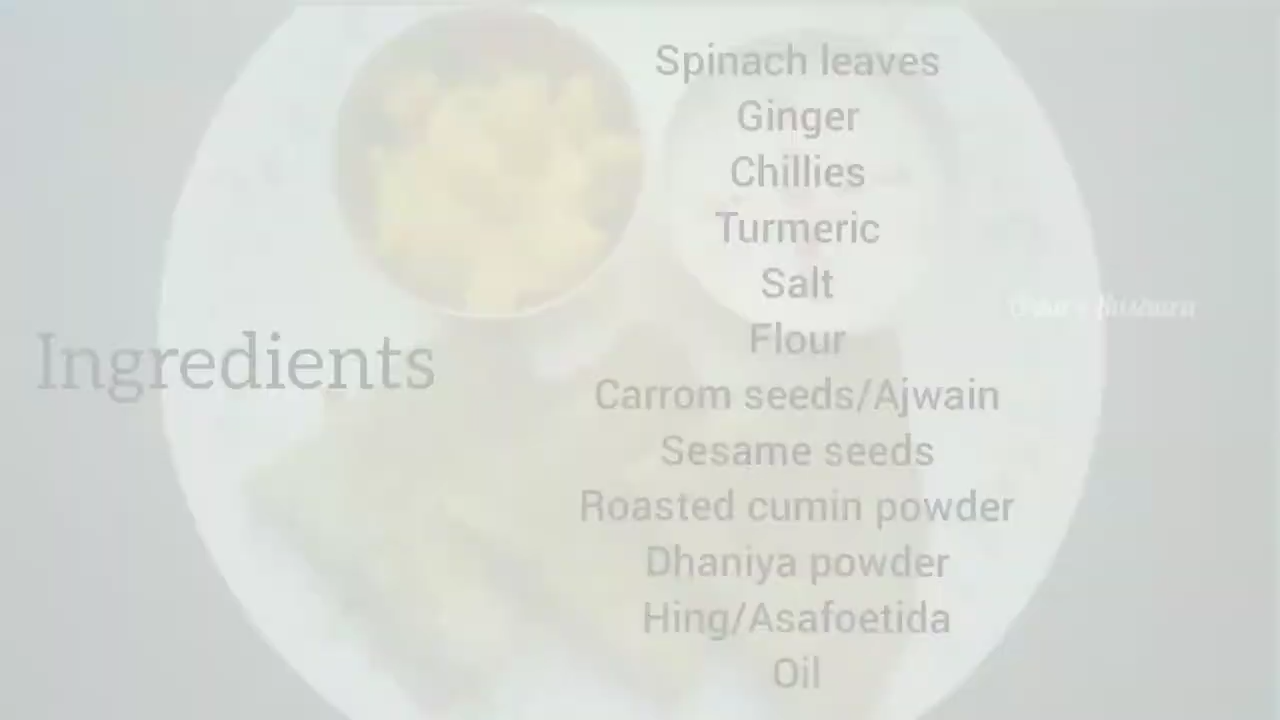 Ingredients
Spinach leaves
Ginger
Chillies
Turmeric
Salt
Flour
Carrom seeds/Ajwain
Sesame seeds
Roasted cumin powder
Dhaniya powder
Hing/Asafoetida
Oil